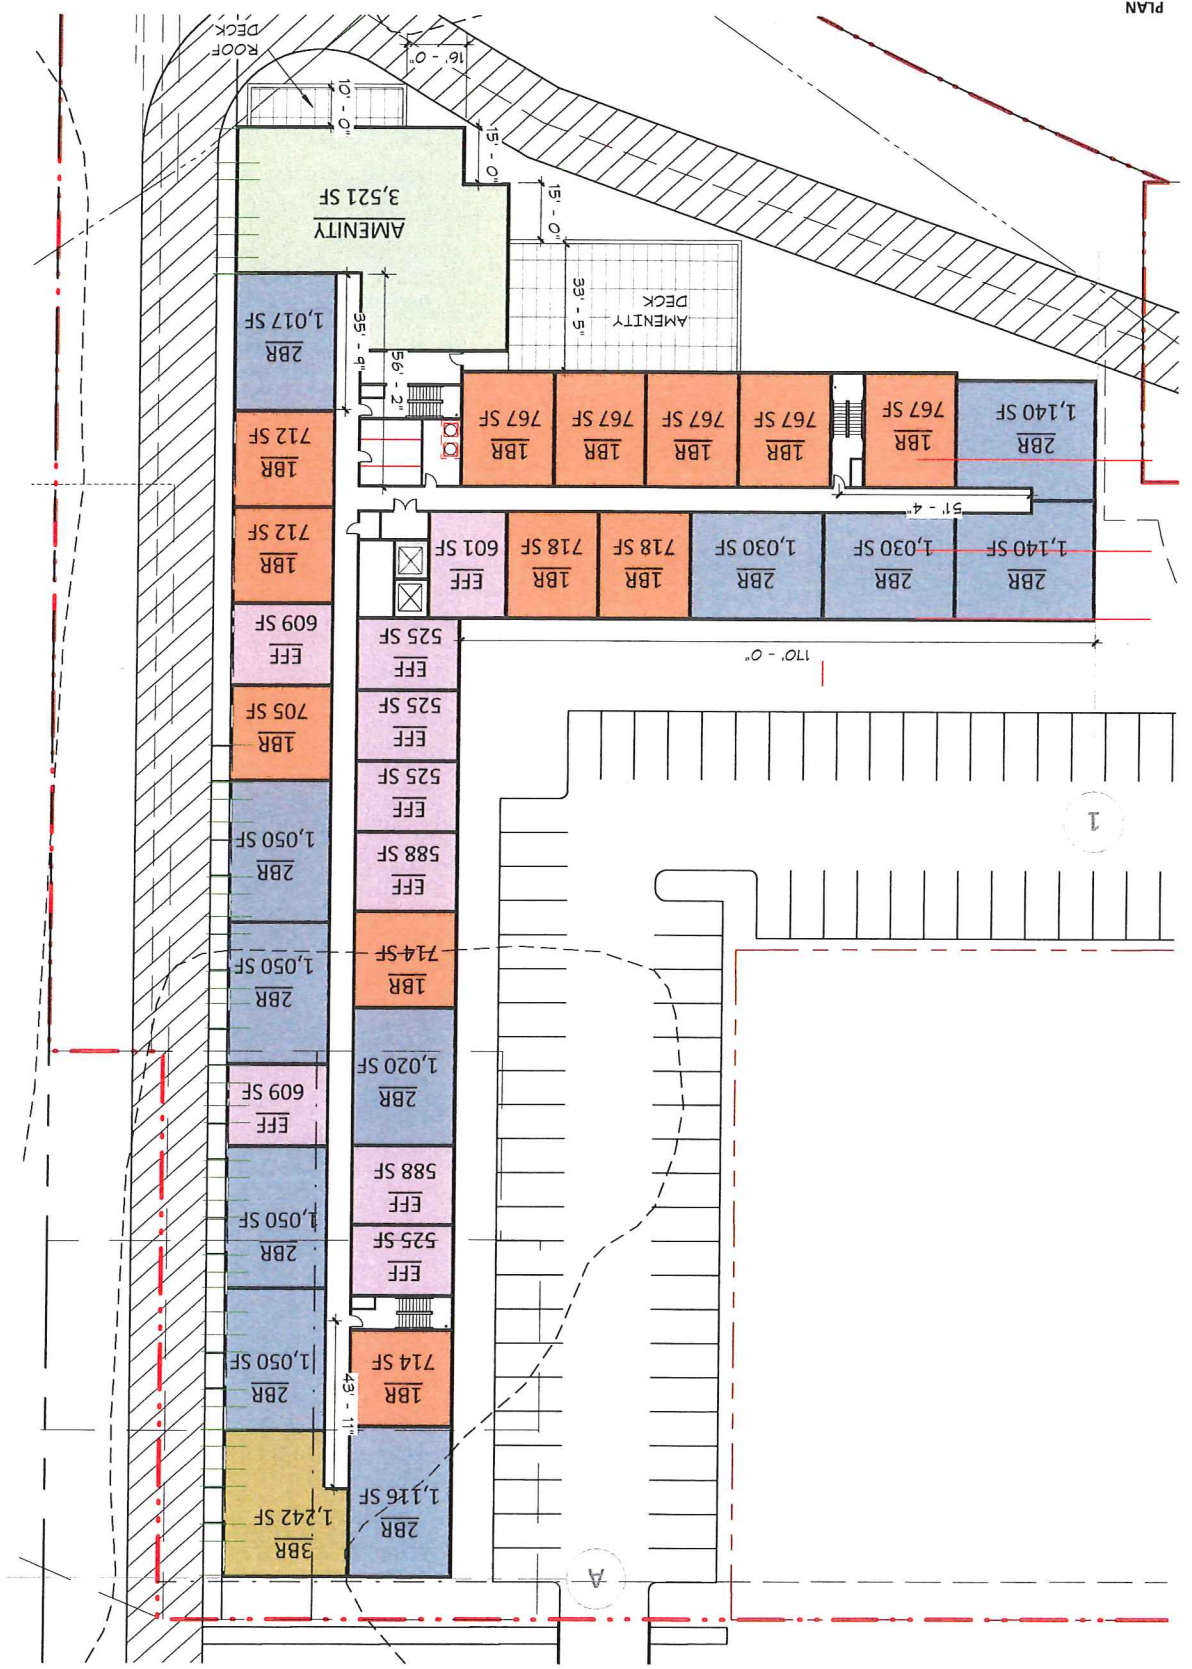 A
2BR
1,116 SF
3BR
1,242 SF
43' - 11"
1BR
714 SF
2BR
1,050 SF
EFF
525 SF
2BR
1,050 SF
EFF
588 SF
EFF
609 SF
2BR
1,020 SF
2BR
1,050 SF
1BR
714 SF
2BR
1,050 SF
EFF
588 SF
1
EFF
525 SF
1BR
705 SF
EFF
525 SF
EFF
609 SF
EFF
525 SF
170' - 0"
2BR
1,140 SF
2BR
1,030 SF
2BR
1,030 SF
1BR
718 SF
1BR
718 SF
EFF
601 SF
1BR
712 SF
51' - 4"
2BR
1,140 SF
1BR
767 SF
1BR
767 SF
1BR
767 SF
1BR
767 SF
1BR
767 SF
1BR
712 SF
56' - 2"
35' - 9"
2BR
1,017 SF
AMENITY
DECK
33' - 5"
15' - 0"
AMENITY
3,521 SF
15' - 0"
10' - 0"
16' - 0"
ROOF
DECK
PLAN